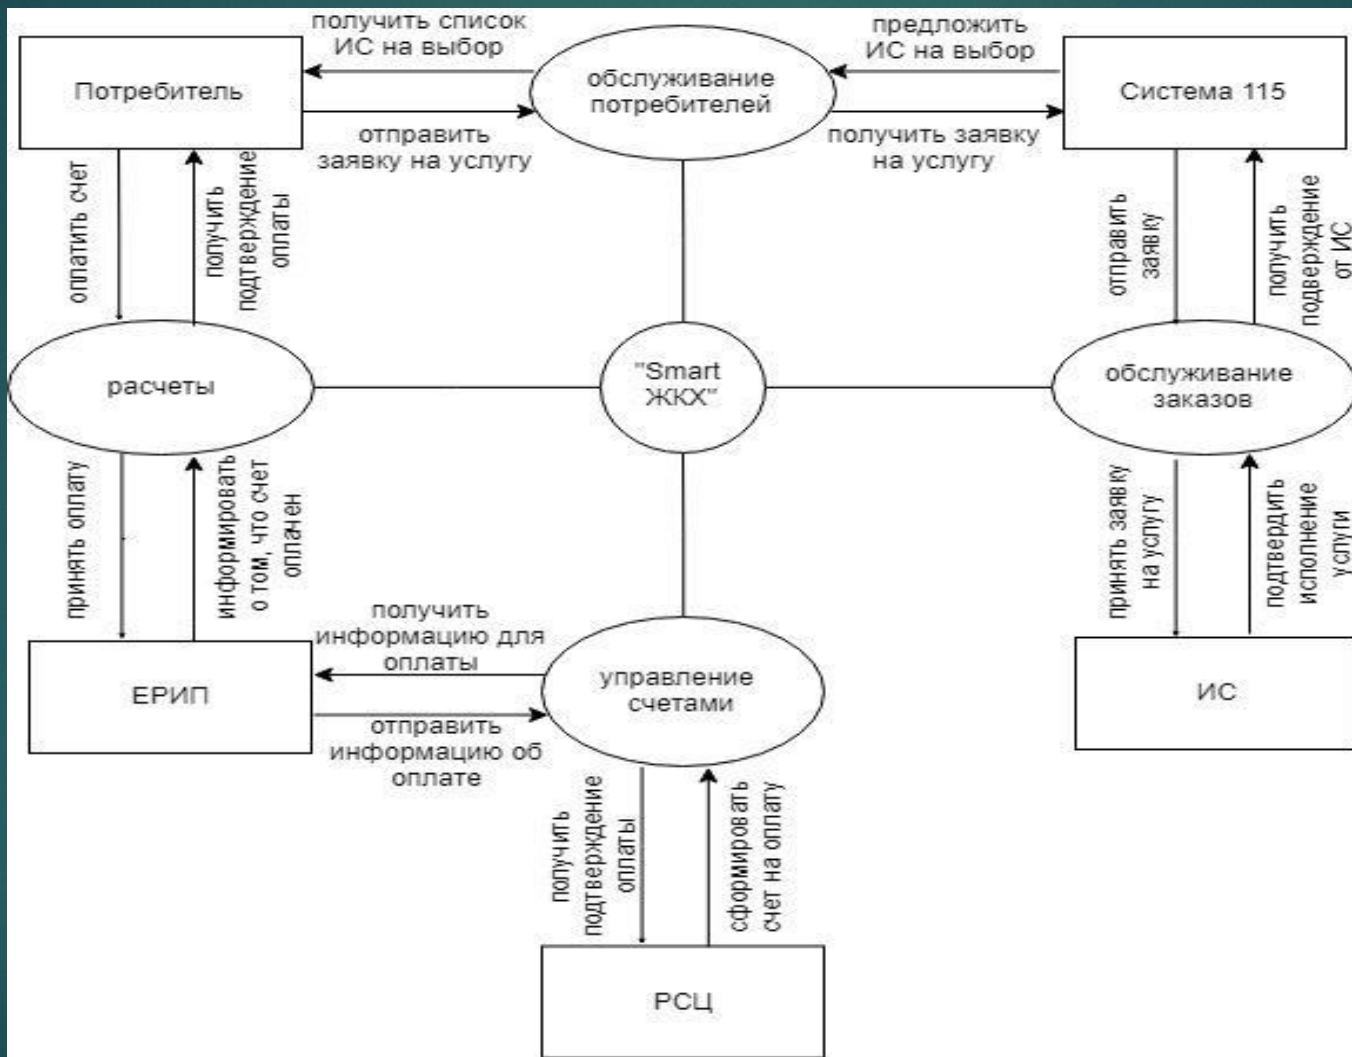 получить список
ИС на выбор
предложить
ИС на выбор
Потребитель
обслуживание
потребителей
Система 115
отправить
заявку на услугу
получить заявку
на услугу
оплатить счет
получить
подтверждение
оплаты
отправить
заявку
получить
подверждение
от ИС
расчеты
"Smart
ЖКХ"
обслуживание
заказов
принять оплату
информировать
о том, что счет
оплачен
принять заявку
на услугу
подтвердить
исполнение
услуги
получить
информацию для
оплаты
ЕРИП
управление
счетами
ИС
отправить
информацию об
оплате
получить
подтверждение
оплаты
сформировать
счет на оплату
РСЦ